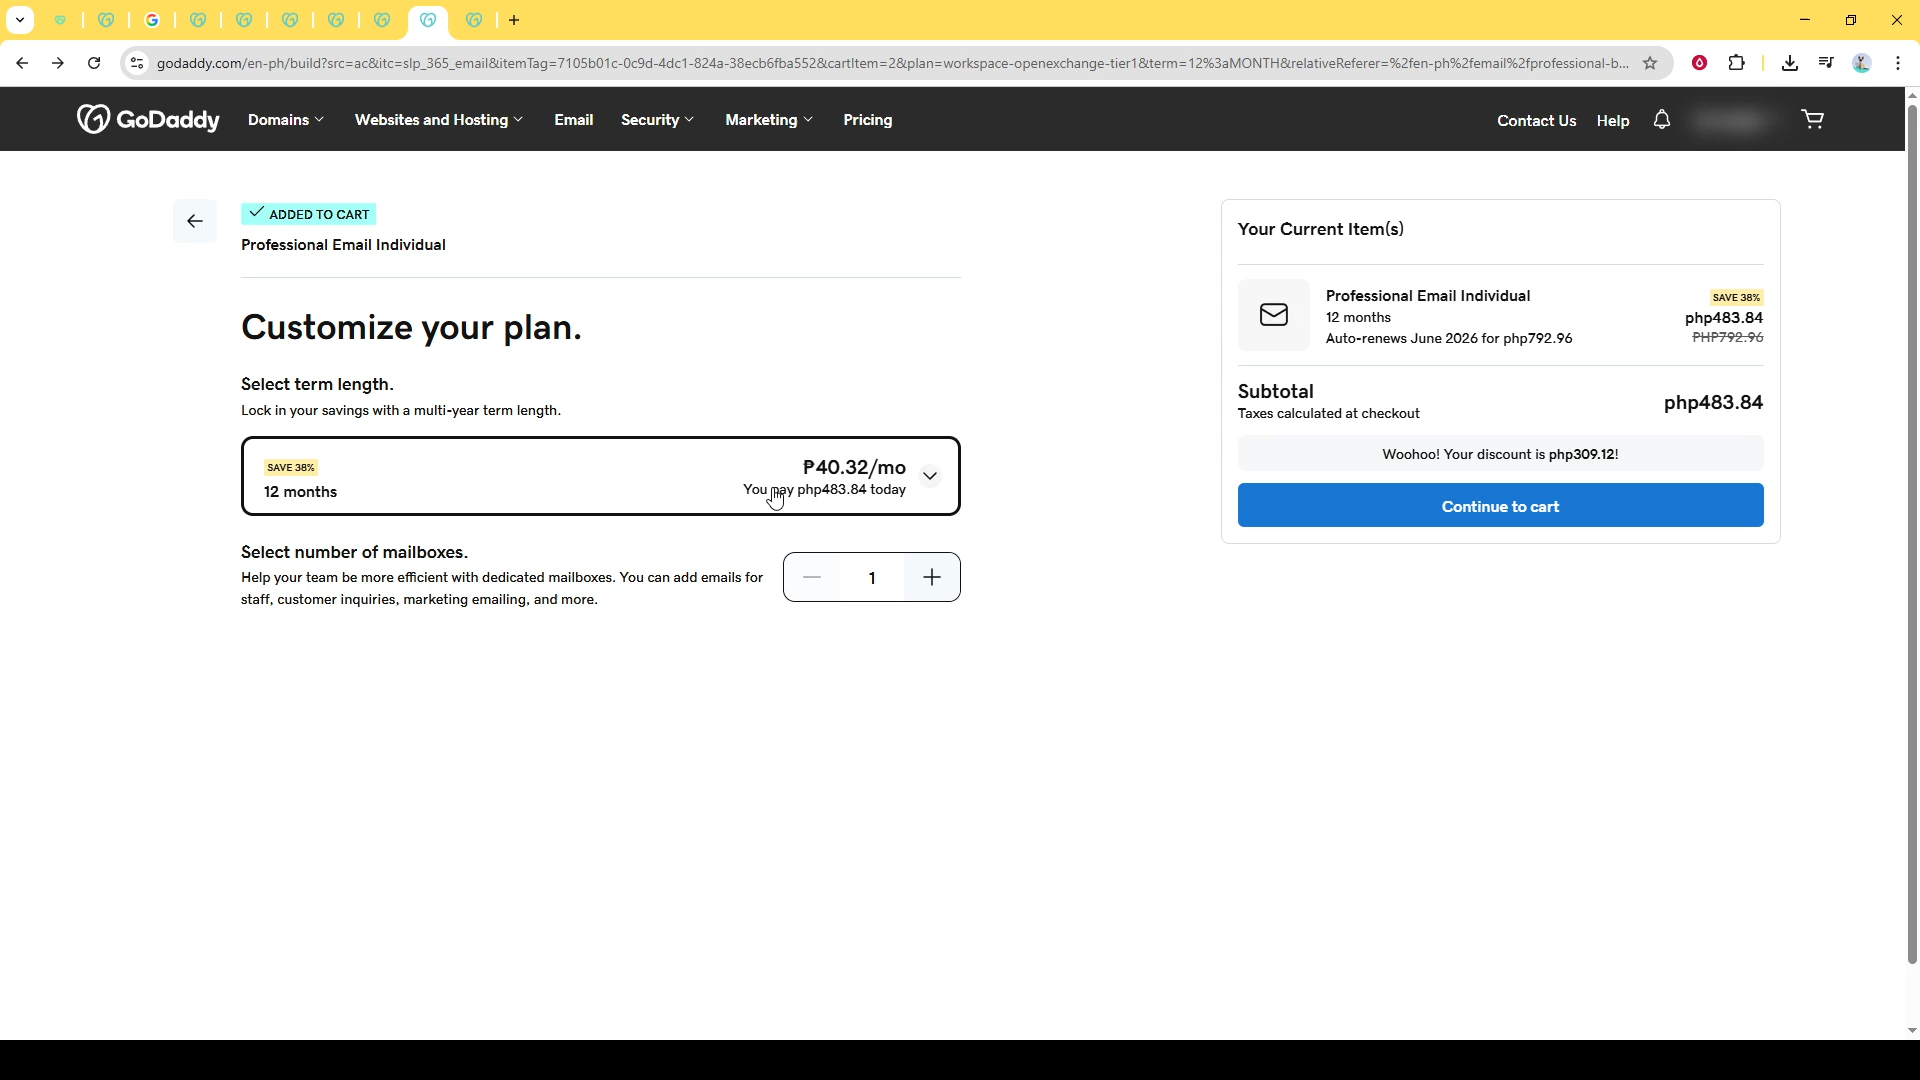 godaddy.com/en-ph/build?src=ac&itc=slp_365_email&itemTag=7105b01c-0c9d-4dc1-824a-38ecb6fba552&cartItem=2&plan=workspace-openexchange-tier1&term=12%3aMONTH&relativeReferer=%2fen-ph%2femail%2fprofessional-b...
GoDaddy Domains Websites and Hosting Email Security Marketing Pricing Contact Us Help
ADDED TO CART
Professional Email Individual
Customize your plan.
Select term length.
Lock in your savings with a multi-year term length.
SAVE 38%
12 months
₱40.32/mo
You pay php483.84 today
Select number of mailboxes.
Help your team be more efficient with dedicated mailboxes. You can add emails for
staff, customer inquiries, marketing emailing, and more.
1
Your Current Item(s)
Professional Email Individual
12 months
Auto-renews June 2026 for php792.96
SAVE 38%
php483.84
PHP792.96
Subtotal
Taxes calculated at checkout
php483.84
Woohoo! Your discount is php309.12!
Continue to cart